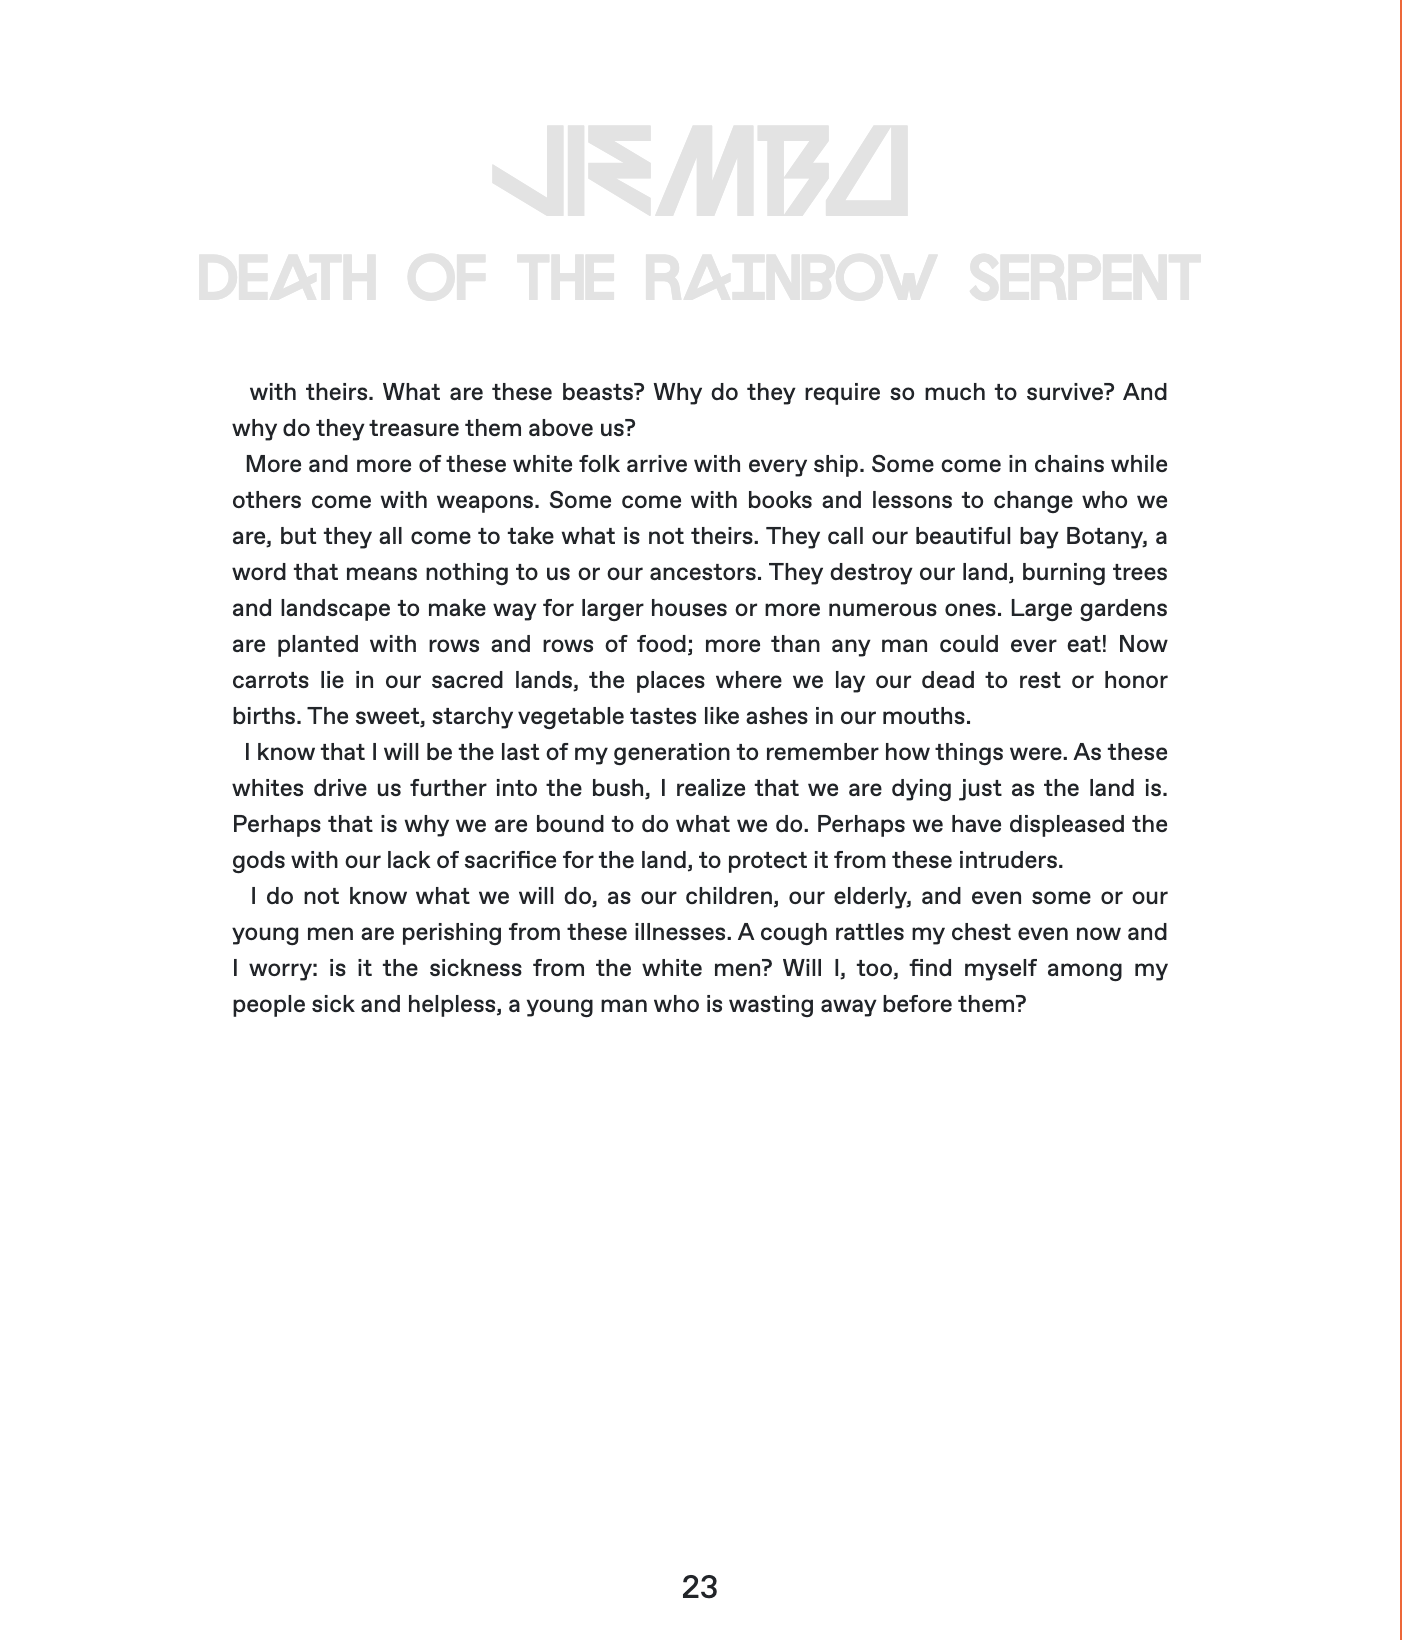 JEMBA
DEATH OF THE RAINBOW SERPENT
with theirs. What are these beasts? Why do they require so much to survive? And
why do they treasure them above us?
More and more of these white folk arrive with every ship. Some come in chains while
others come with weapons. Some come with books and lessons to change who we
are, but they all come to take what is not theirs. They call our beautiful bay Botany, a
word that means nothing to us or our ancestors. They destroy our land, burning trees
and landscape to make way for larger houses or more numerous ones. Large gardens
are planted with rows and rows of food; more than any man could ever eat! Now
carrots lie in our sacred lands, the places where we lay our dead to rest or honor
births. The sweet, starchy vegetable tastes like ashes in our mouths.
I know that I will be the last of my generation to remember how things were. As these
whites drive us further into the bush, I realize that we are dying just as the land is.
Perhaps that is why we are bound to do what we do. Perhaps we have displeased the
gods with our lack of sacrifice for the land, to protect it from these intruders.
I do not know what we will do, as our children, our elderly, and even some or our
young men are perishing from these illnesses. A cough rattles my chest even now and
I worry: is it the sickness from the white men? Will I, too, find myself among my
people sick and helpless, a young man who is wasting away before them?
23